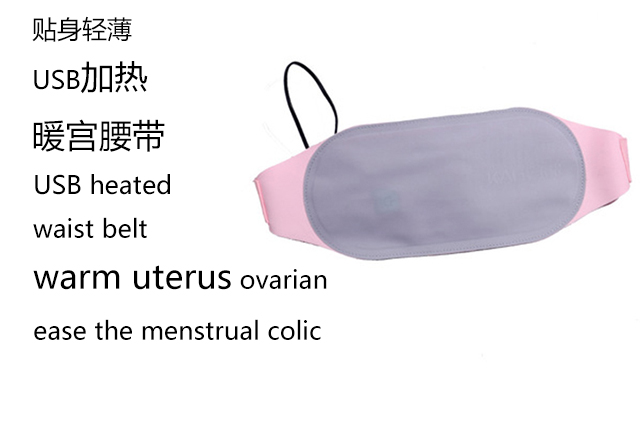 贴身轻薄
USB加热
暖宫腰带
USB heated
waist belt
warm uterus ovarian
ease the menstrual colic